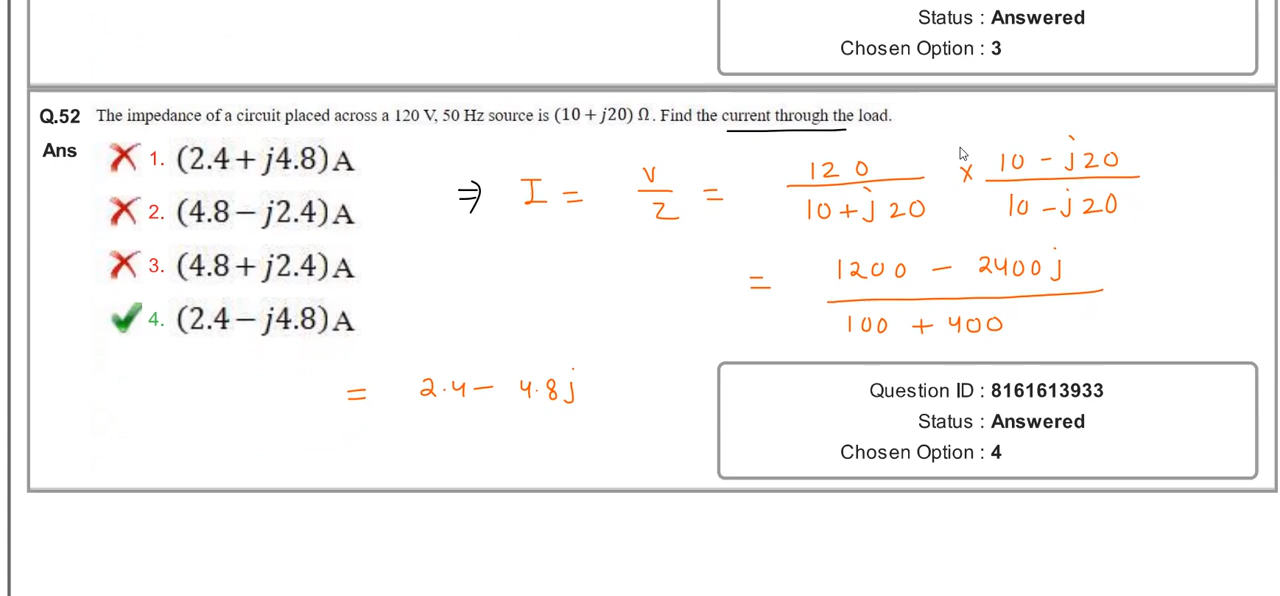 Status : Answered
Chosen Option : 3
Q.52 The impedance of a circuit placed across a 120 V, 50 Hz source is (10 + j20) Ω. Find the current through the load.
Ans 1. (2.4 + j4.8) A
2. (4.8 − j2.4) A
3. (4.8 + j2.4) A
4. (2.4 − j4.8) A
⇒ I = V/Z = 120/(10 + j20) × (10 − j20)/(10 − j20)
= (1200 − 2400j)/(100 + 400)
= 2.4 − 4.8j
Question ID : 8161613933
Status : Answered
Chosen Option : 4